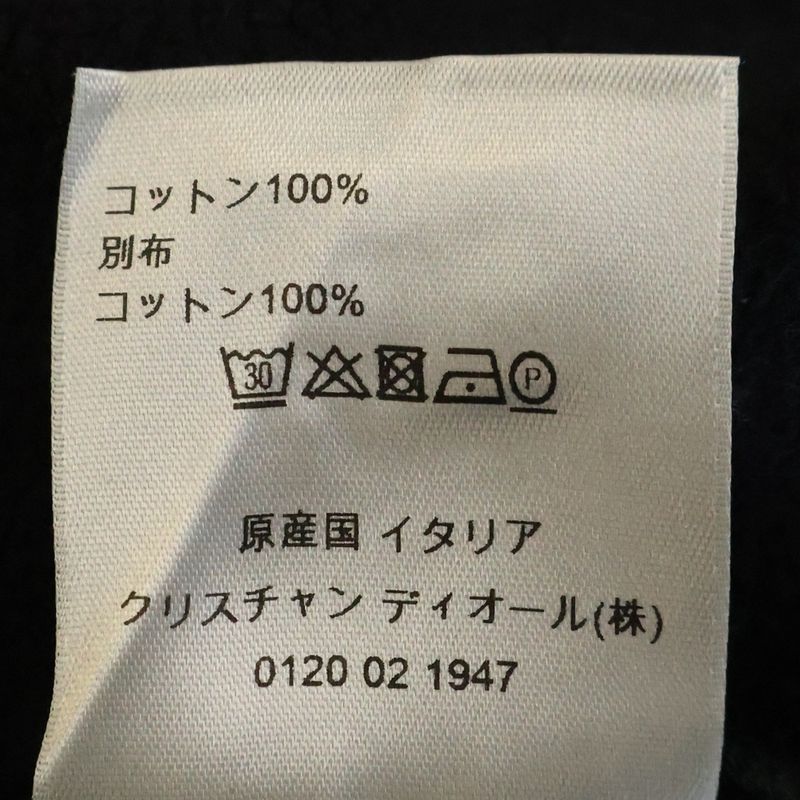 コットン100%
別布
コットン100%
30 P
原産国 イタリア
クリスチャン ディオール(株)
0120 02 1947